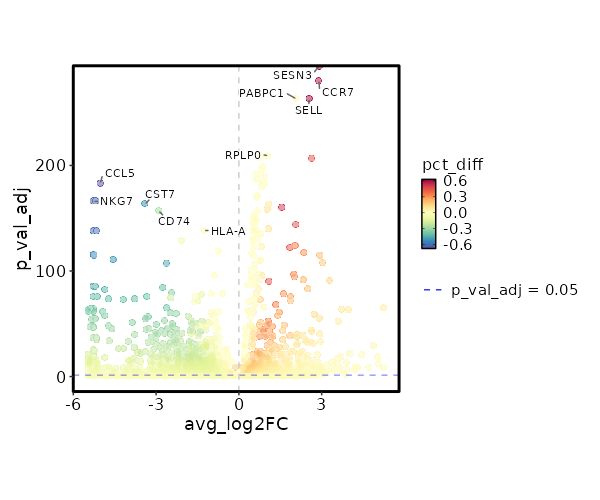 SESN3
PABPC1
CCR7
SELL
RPLP0
CCL5
CST7
NKG7
CD74
HLA-A
p_val_adj
200
100
0
-6
-3
0
3
avg_log2FC
pct_diff
0.6
0.3
0.0
-0.3
-0.6
p_val_adj = 0.05